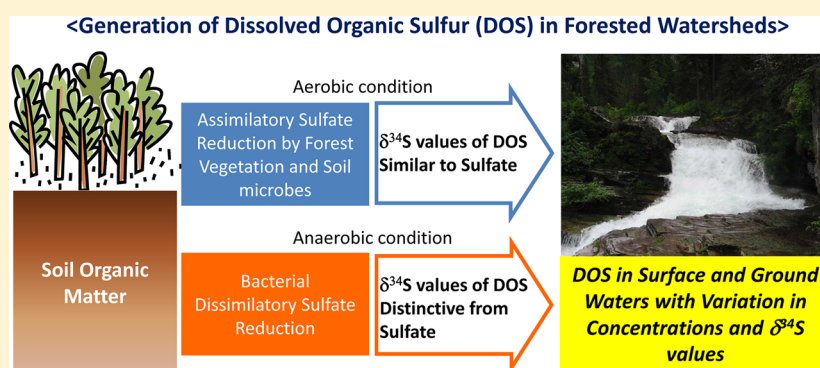 <Generation of Dissolved Organic Sulfur (DOS) in Forested Watersheds>
Aerobic condition
Assimilatory Sulfate
Reduction by Forest
Vegetation and Soil
microbes
δ³⁴S values of DOS
Similar to Sulfate
Anaerobic condition
Soil Organic
Matter
Bacterial
Dissimilatory Sulfate
Reduction
δ³⁴S values of DOS
Distinctive from
Sulfate
DOS in Surface and Ground
Waters with Variation in
Concentrations and δ³⁴S
values